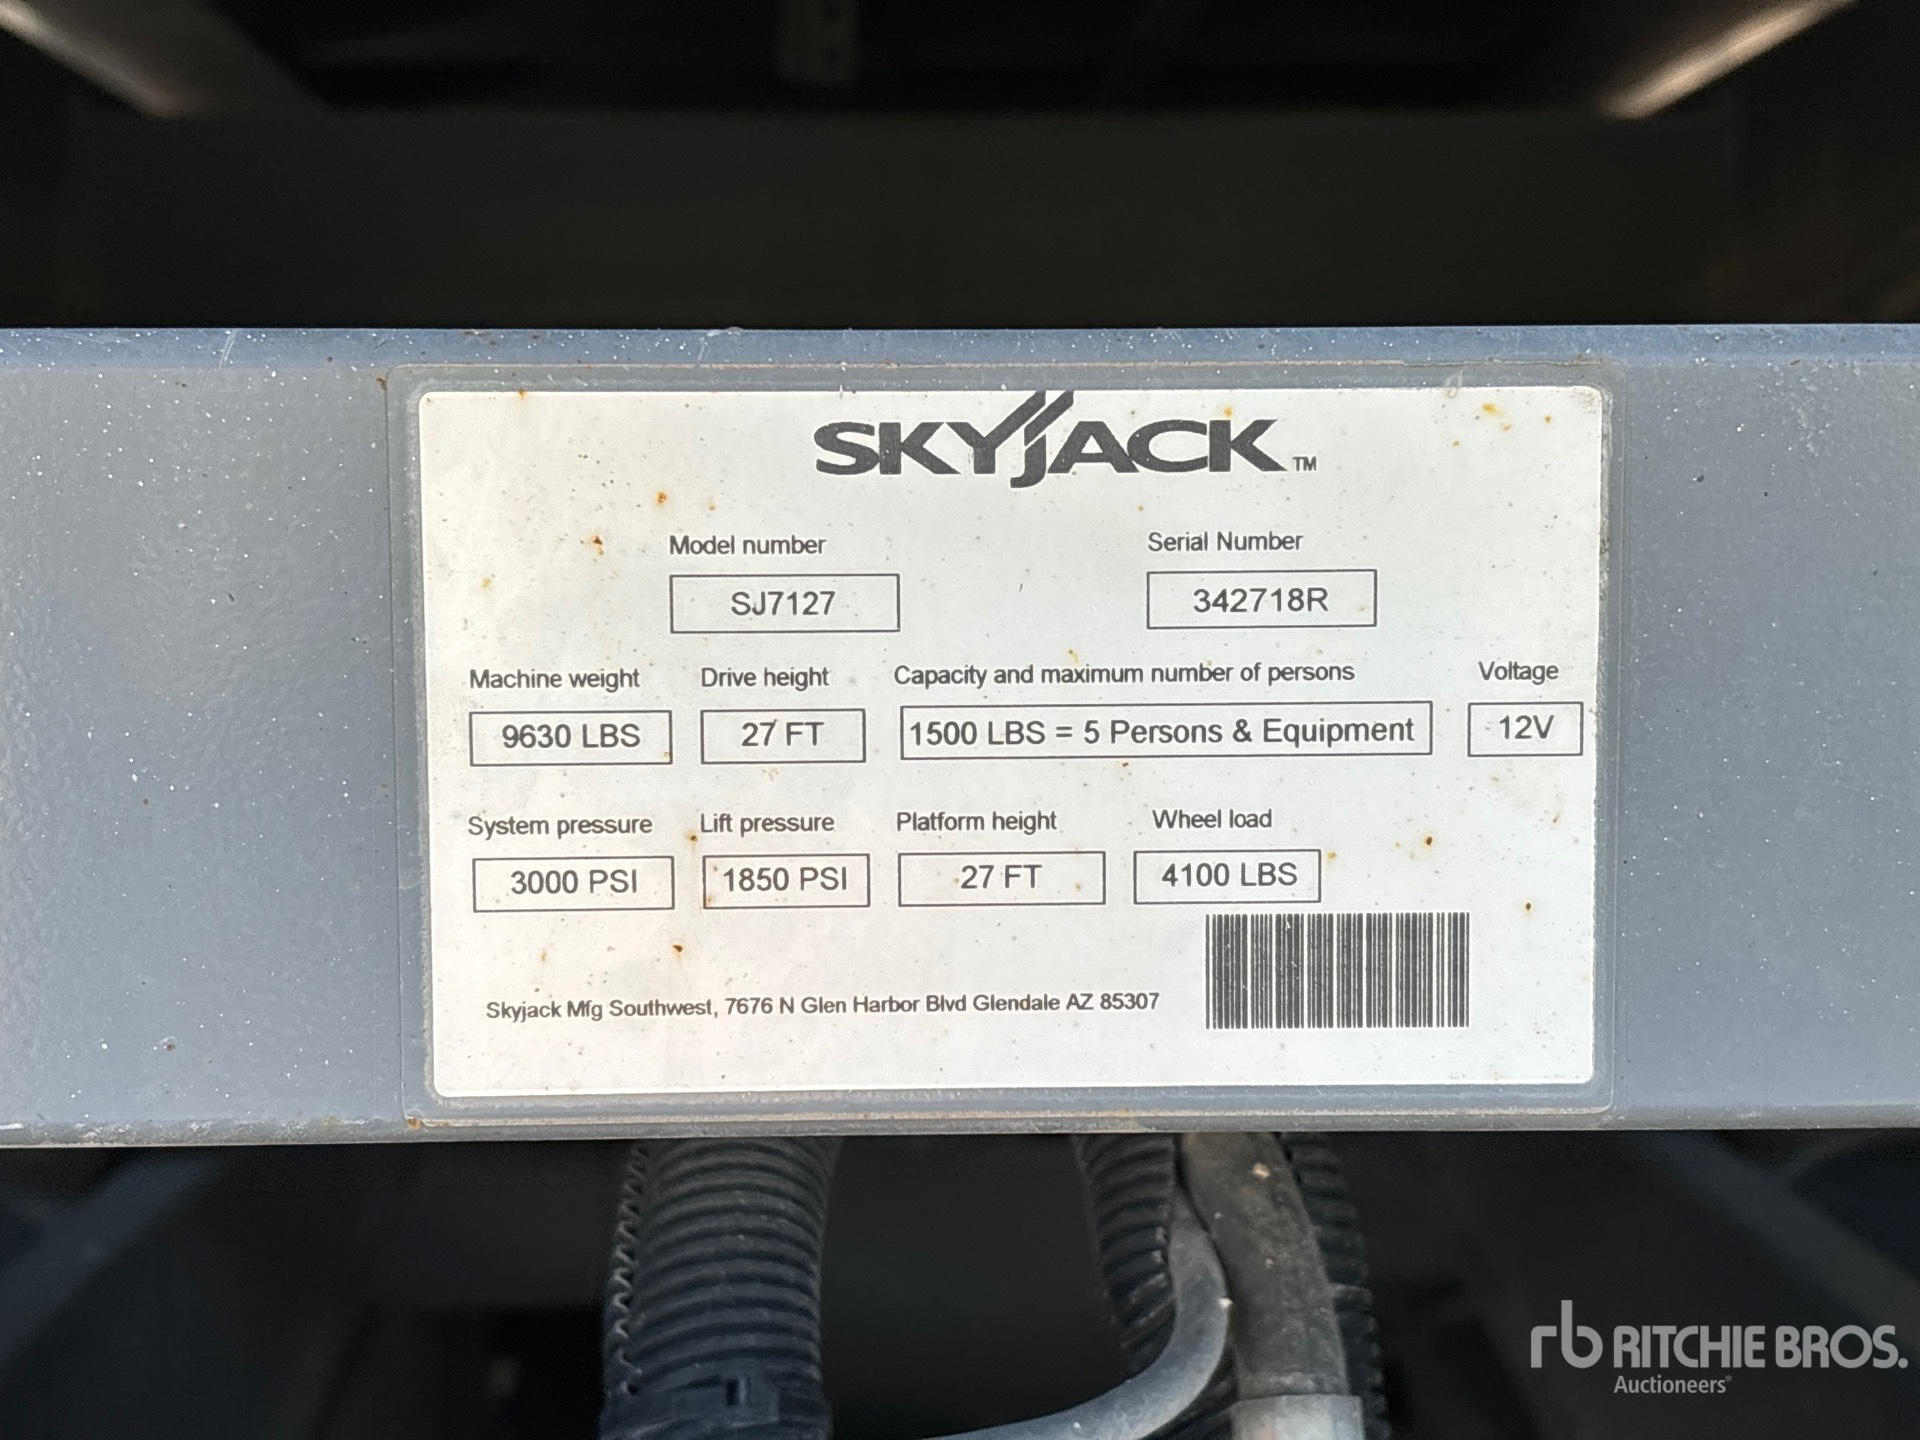 SKYJACK™
Model number Serial Number
SJ7127 342718R
Machine weight Drive height Capacity and maximum number of persons Voltage
9630 LBS 27 FT 1500 LBS = 5 Persons & Equipment 12V
System pressure Lift pressure Platform height Wheel load
3000 PSI 1850 PSI 27 FT 4100 LBS
Skyjack Mfg Southwest, 7676 N Glen Harbor Blvd Glendale AZ 85307
rb RITCHIE BROS.
Auctioneers®